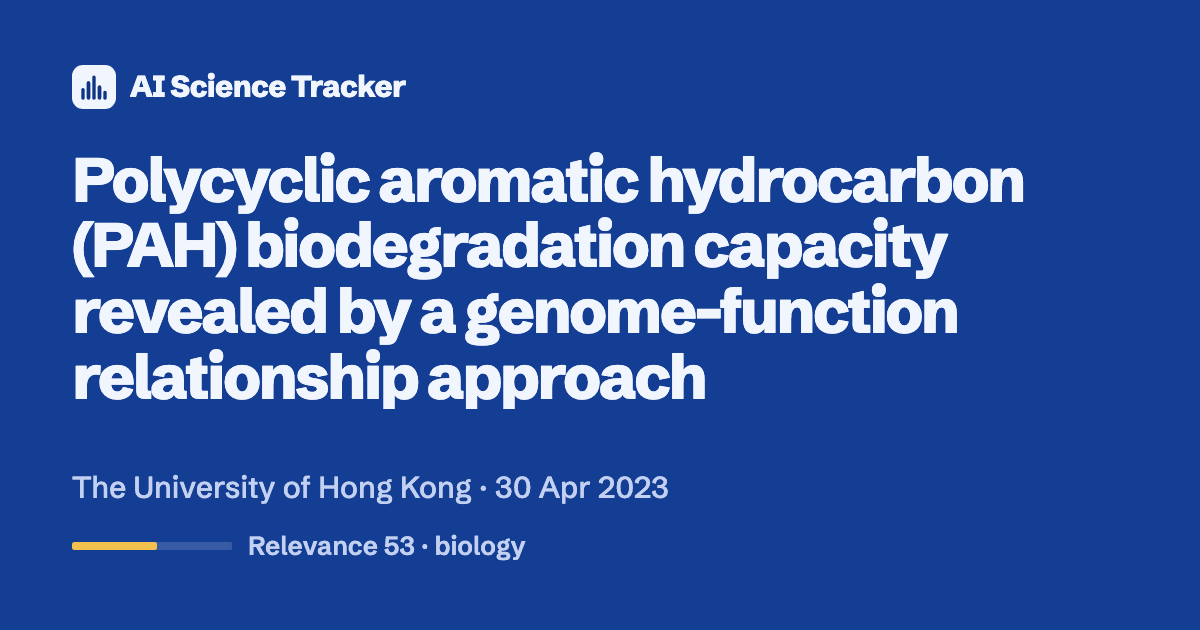 AI Science Tracker
Polycyclic aromatic hydrocarbon
(PAH) biodegradation capacity
revealed by a genome-function
relationship approach
The University of Hong Kong · 30 Apr 2023
Relevance 53 · biology